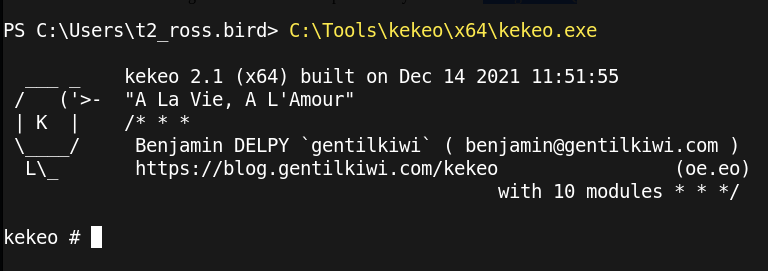 PS C:\Users\t2_ross.bird> C:\Tools\kekeo\x64\kekeo.exe
  ___ _    kekeo 2.1 (x64) built on Dec 14 2021 11:51:55
 /   ('>-  "A La Vie, A L'Amour"
 | K  |    /* * *
 \____/     Benjamin DELPY `gentilkiwi` ( benjamin@gentilkiwi.com )
  L\_       https://blog.gentilkiwi.com/kekeo                (oe.eo)
                                             with 10 modules * * */
kekeo #